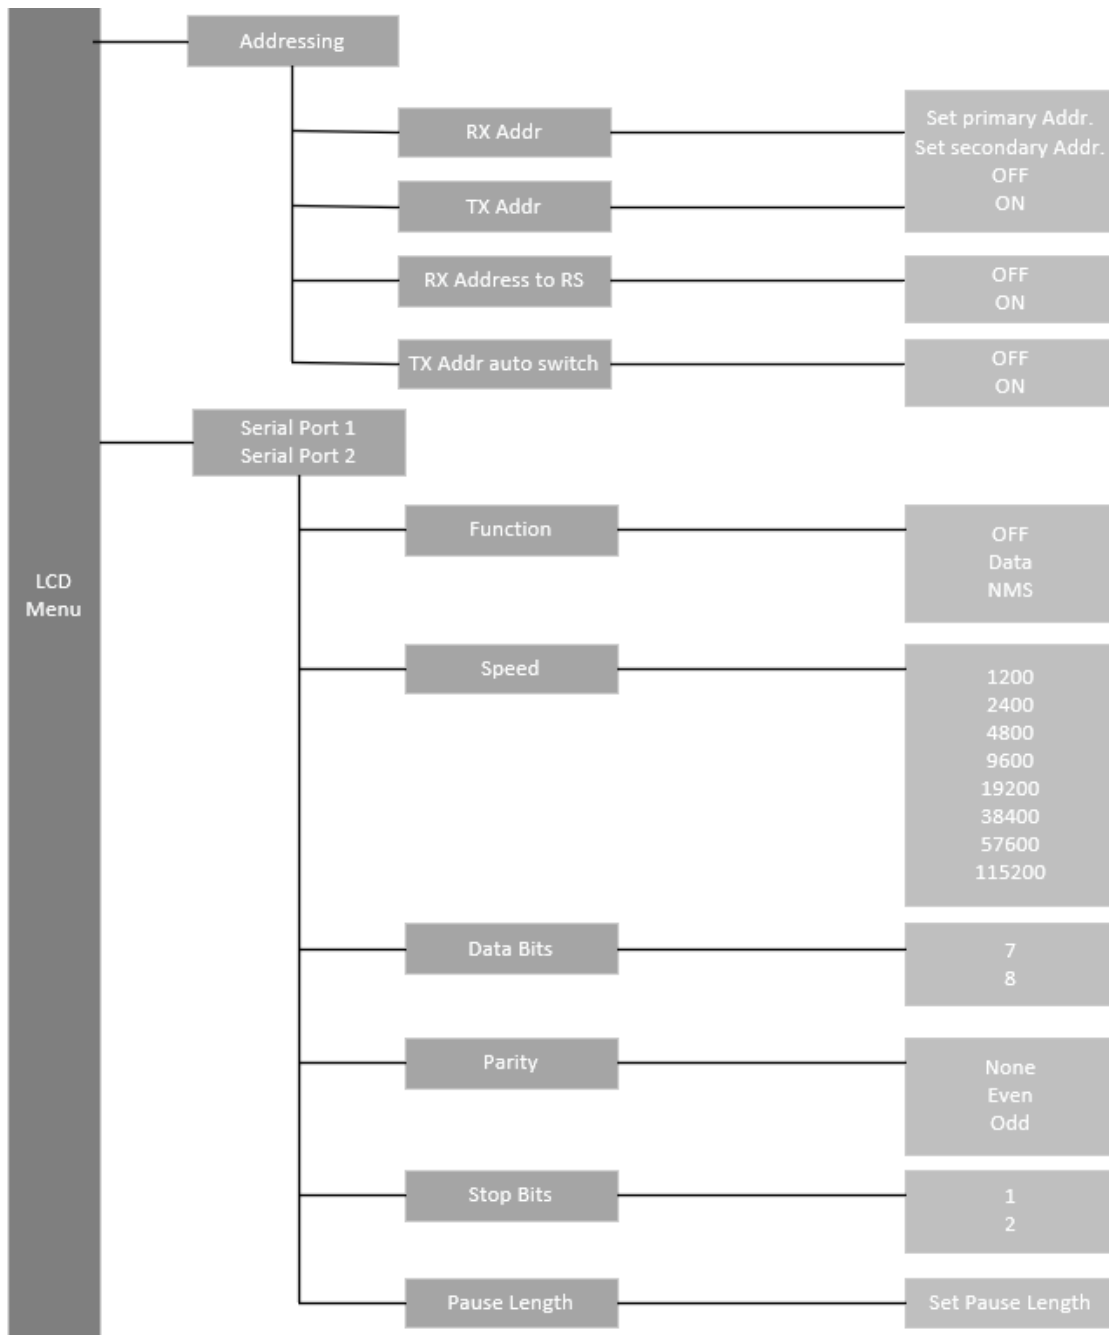 Addressing
RX Addr
Set primary Addr.
Set secondary Addr.
OFF
ON
TX Addr
RX Address to RS
OFF
ON
TX Addr auto switch
OFF
ON
Serial Port 1
Serial Port 2
LCD
Menu
Function
OFF
Data
NMS
Speed
1200
2400
4800
9600
19200
38400
57600
115200
Data Bits
7
8
Parity
None
Even
Odd
Stop Bits
1
2
Pause Length
Set Pause Length